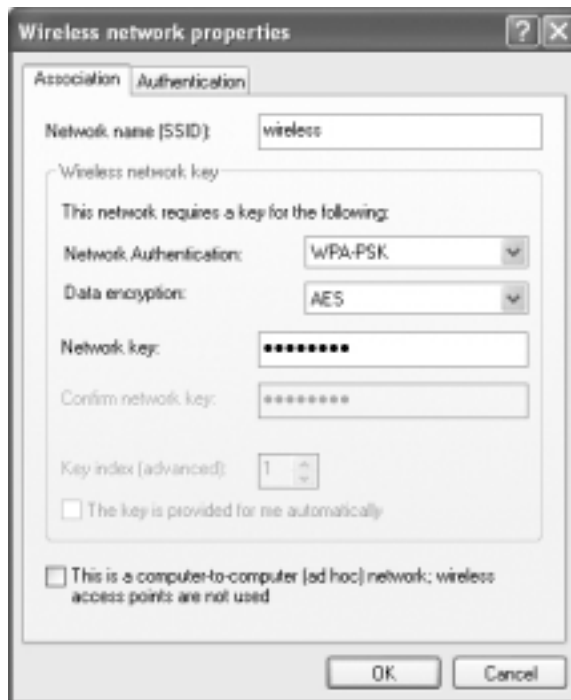 Wireless network properties
Association
Authentication
Network name (SSID):
wireless
Wireless network key
This network requires a key for the following:
Network Authentication:
WPA-PSK
Data encryption:
AES
Network key:
••••••••
Confirm network key:
••••••••
Key index (advanced):
1
The key is provided for me automatically
This is a computer-to-computer (ad hoc) network; wireless
access points are not used
OK
Cancel